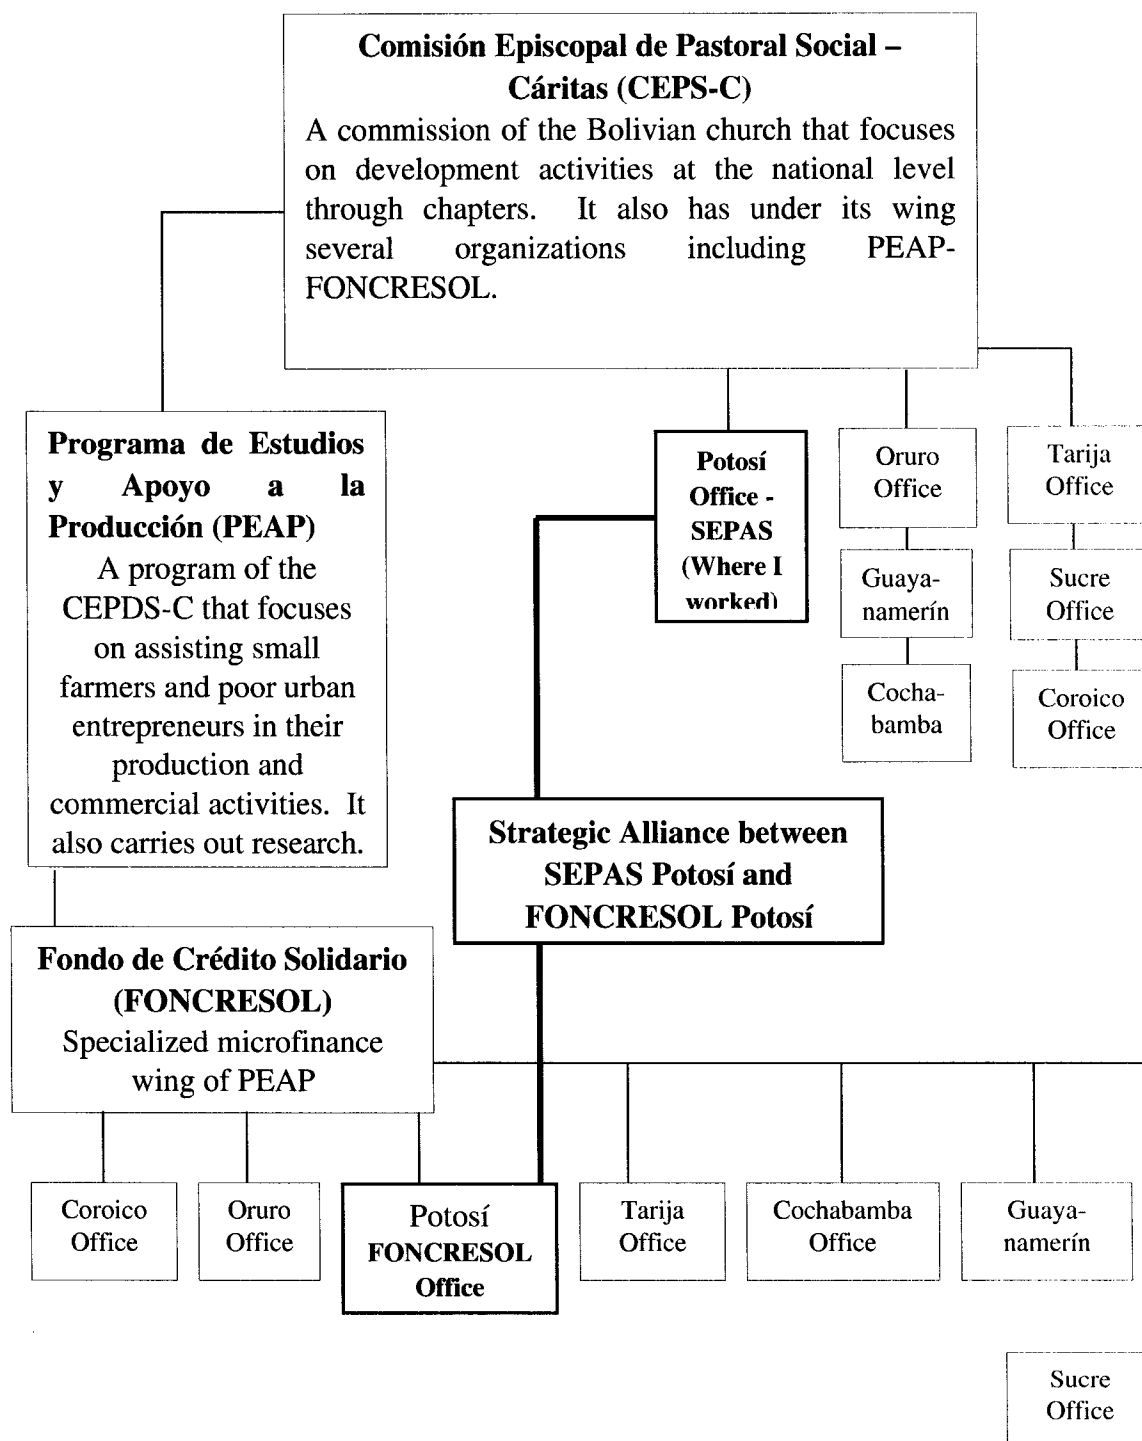 Comisión Episcopal de Pastoral Social –
Cáritas (CEPS-C)
A commission of the Bolivian church that focuses
on development activities at the national level
through chapters. It also has under its wing
several organizations including PEAP-
FONCRESOL.
Programa de Estudios
y Apoyo a la
Producción (PEAP)
A program of the
CEPDS-C that focuses
on assisting small
farmers and poor urban
entrepreneurs in their
production and
commercial activities. It
also carries out research.
Potosí
Office -
SEPAS
(Where I
worked)
Oruro
Office
Tarija
Office
Guaya-
namerín
Sucre
Office
Cocha-
bamba
Coroico
Office
Strategic Alliance between
SEPAS Potosí and
FONCRESOL Potosí
Fondo de Crédito Solidario
(FONCRESOL)
Specialized microfinance
wing of PEAP
Coroico
Office
Oruro
Office
Potosí
FONCRESOL
Office
Tarija
Office
Cochabamba
Office
Guaya-
namerín
Sucre
Office